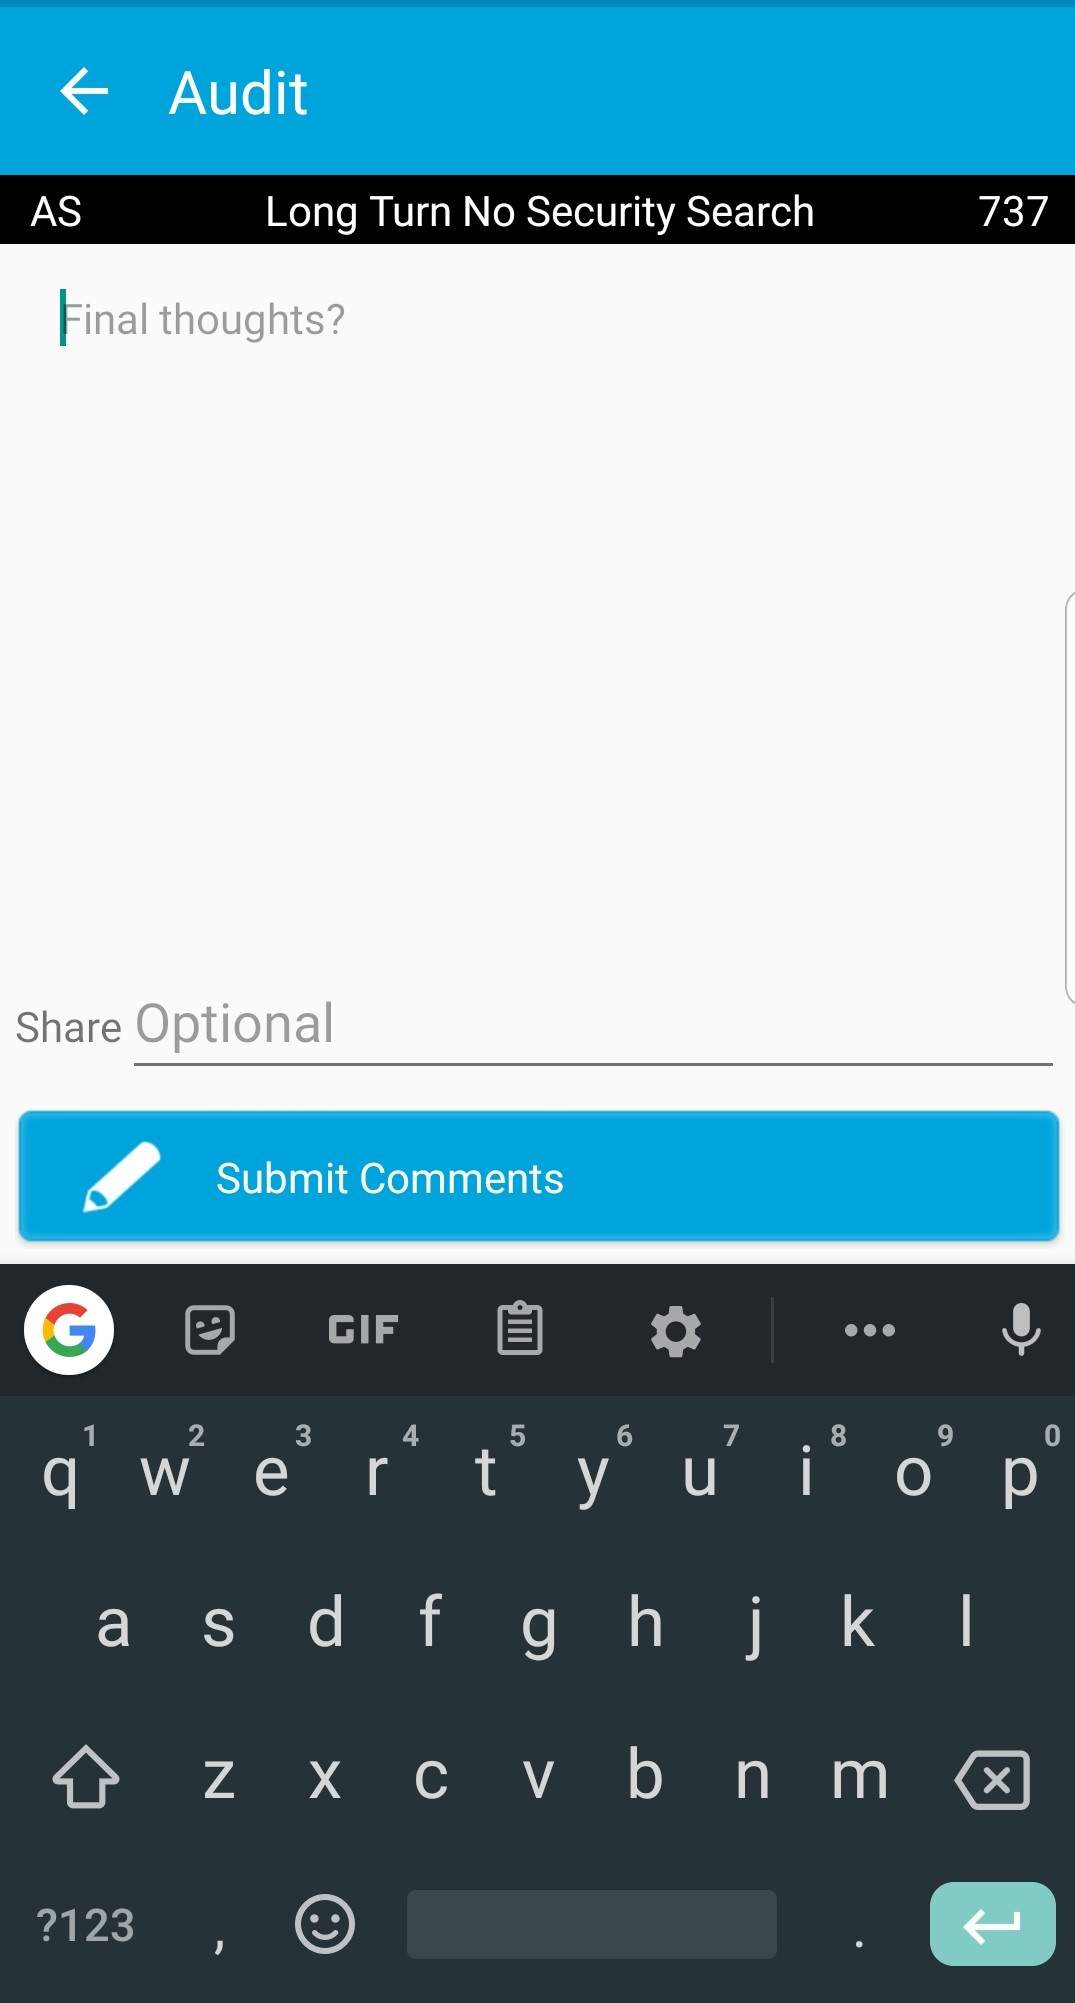 Audit
AS Long Turn No Security Search 737
Final thoughts?
Share Optional
Submit Comments
G GIF
1 2 3 4 5 6 7 8 9 0
q w e r t y u i o p
a s d f g h j k l
z x c v b n m
?123 , .